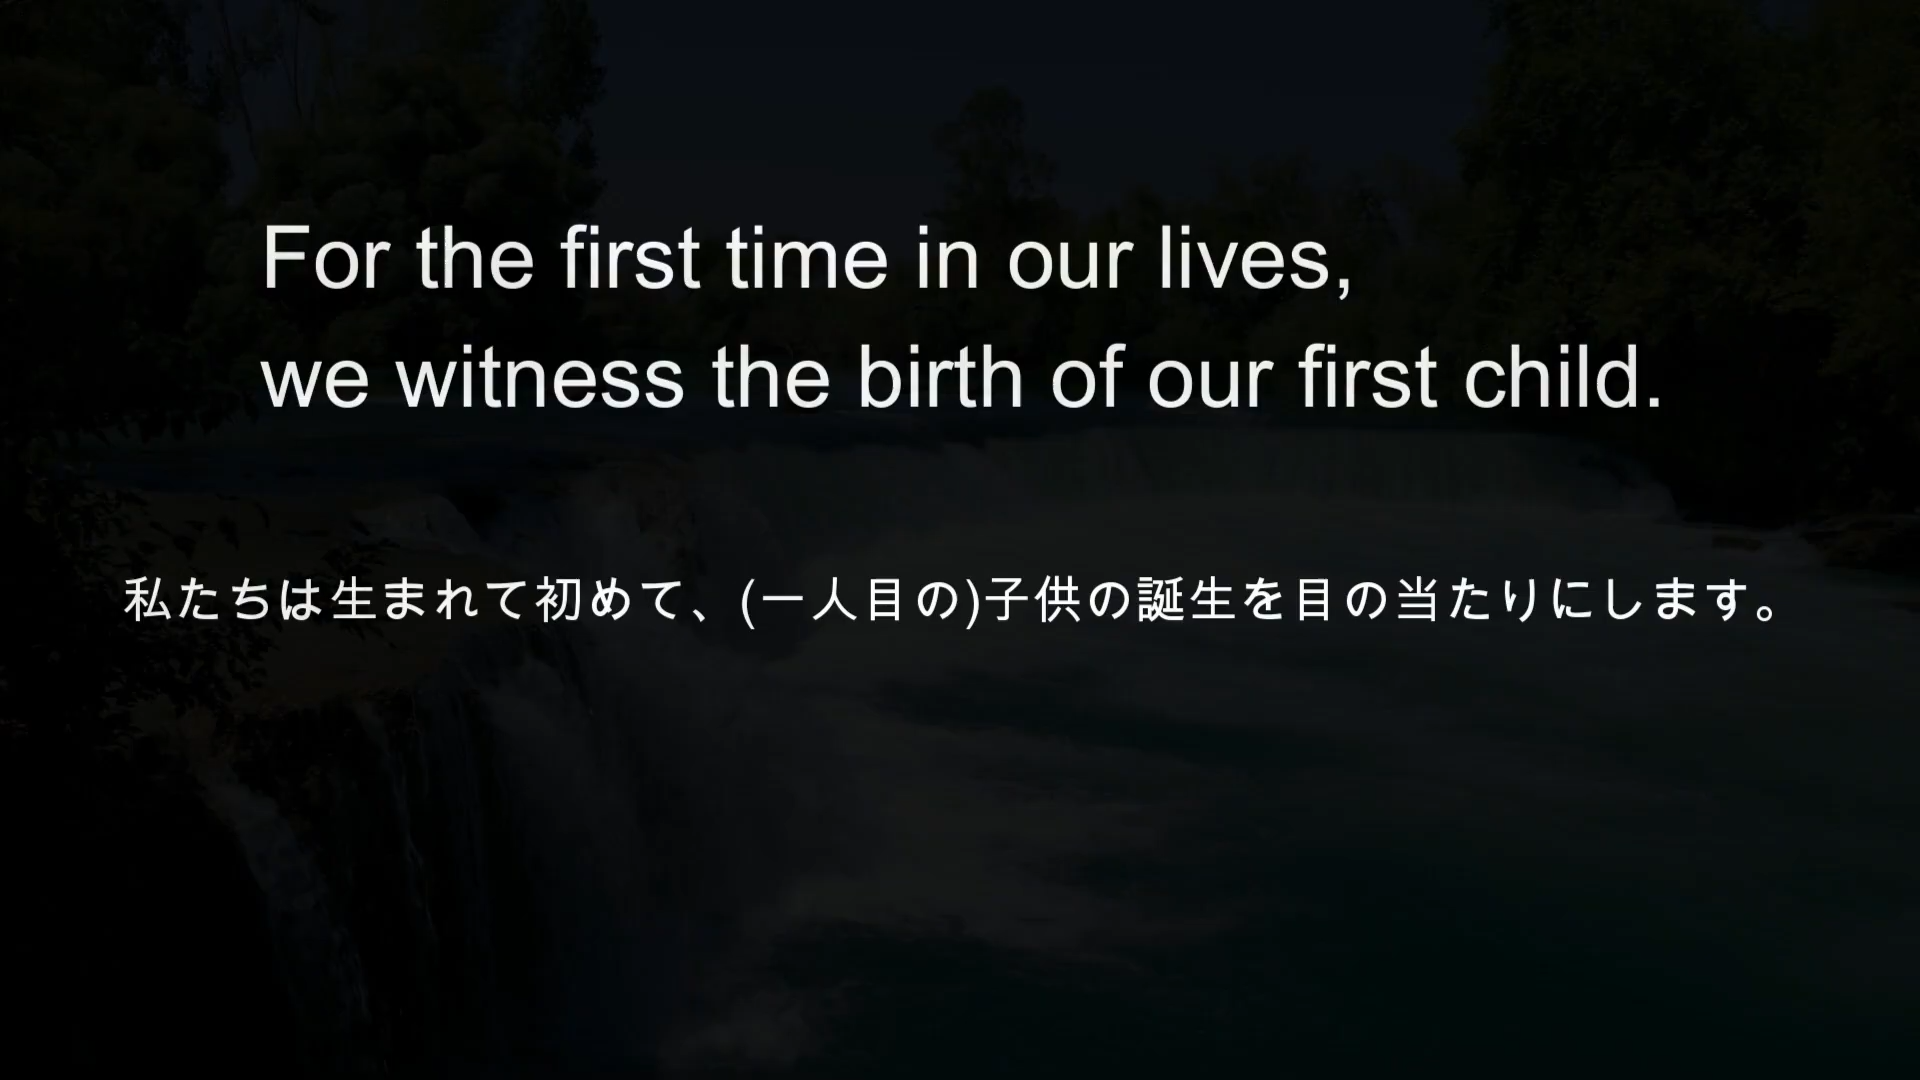 For the first time in our lives,
we witness the birth of our first child.
私たちは生まれて初めて、(一人目の)子供の誕生を目の当たりにします。